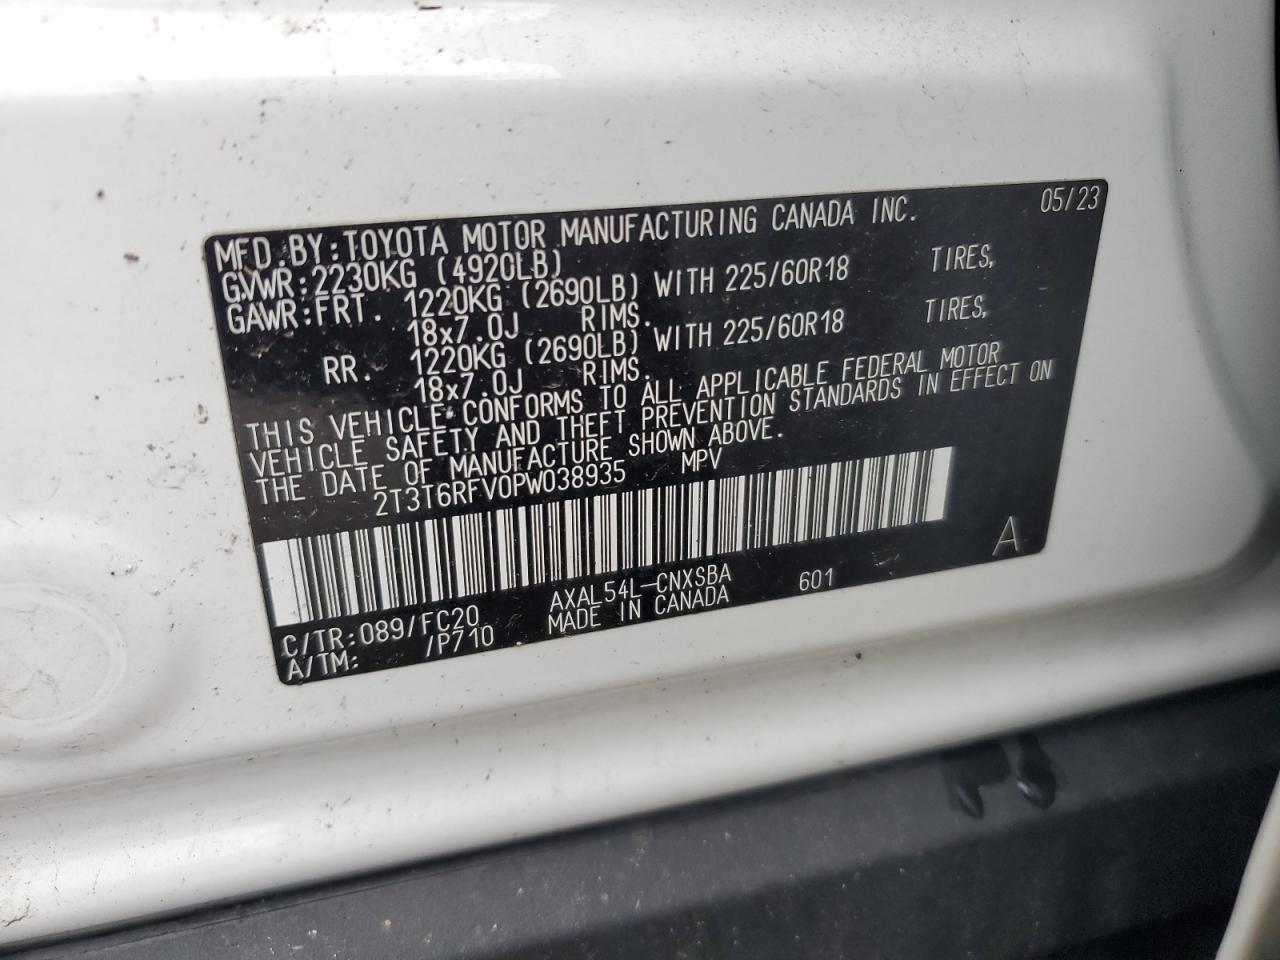 05/23
MFD.BY:TOYOTA MOTOR MANUFACTURING CANADA INC.
GVWR:2230KG (4920LB)
GAWR:FRT. 1220KG (2690LB) WITH 225/60R18 TIRES,
18x7.0J RIMS.
RR. 1220KG (2690LB) WITH 225/60R18 TIRES,
18x7.0J RIMS.
THIS VEHICLE CONFORMS TO ALL APPLICABLE FEDERAL MOTOR
VEHICLE SAFETY AND THEFT PREVENTION STANDARDS IN EFFECT ON
THE DATE OF MANUFACTURE SHOWN ABOVE.
2T3T6RFV0PW038935 MPV
A
AXAL54L-CNXSBA 601
C/TR:089/FC20 MADE IN CANADA
A/TM: /P710